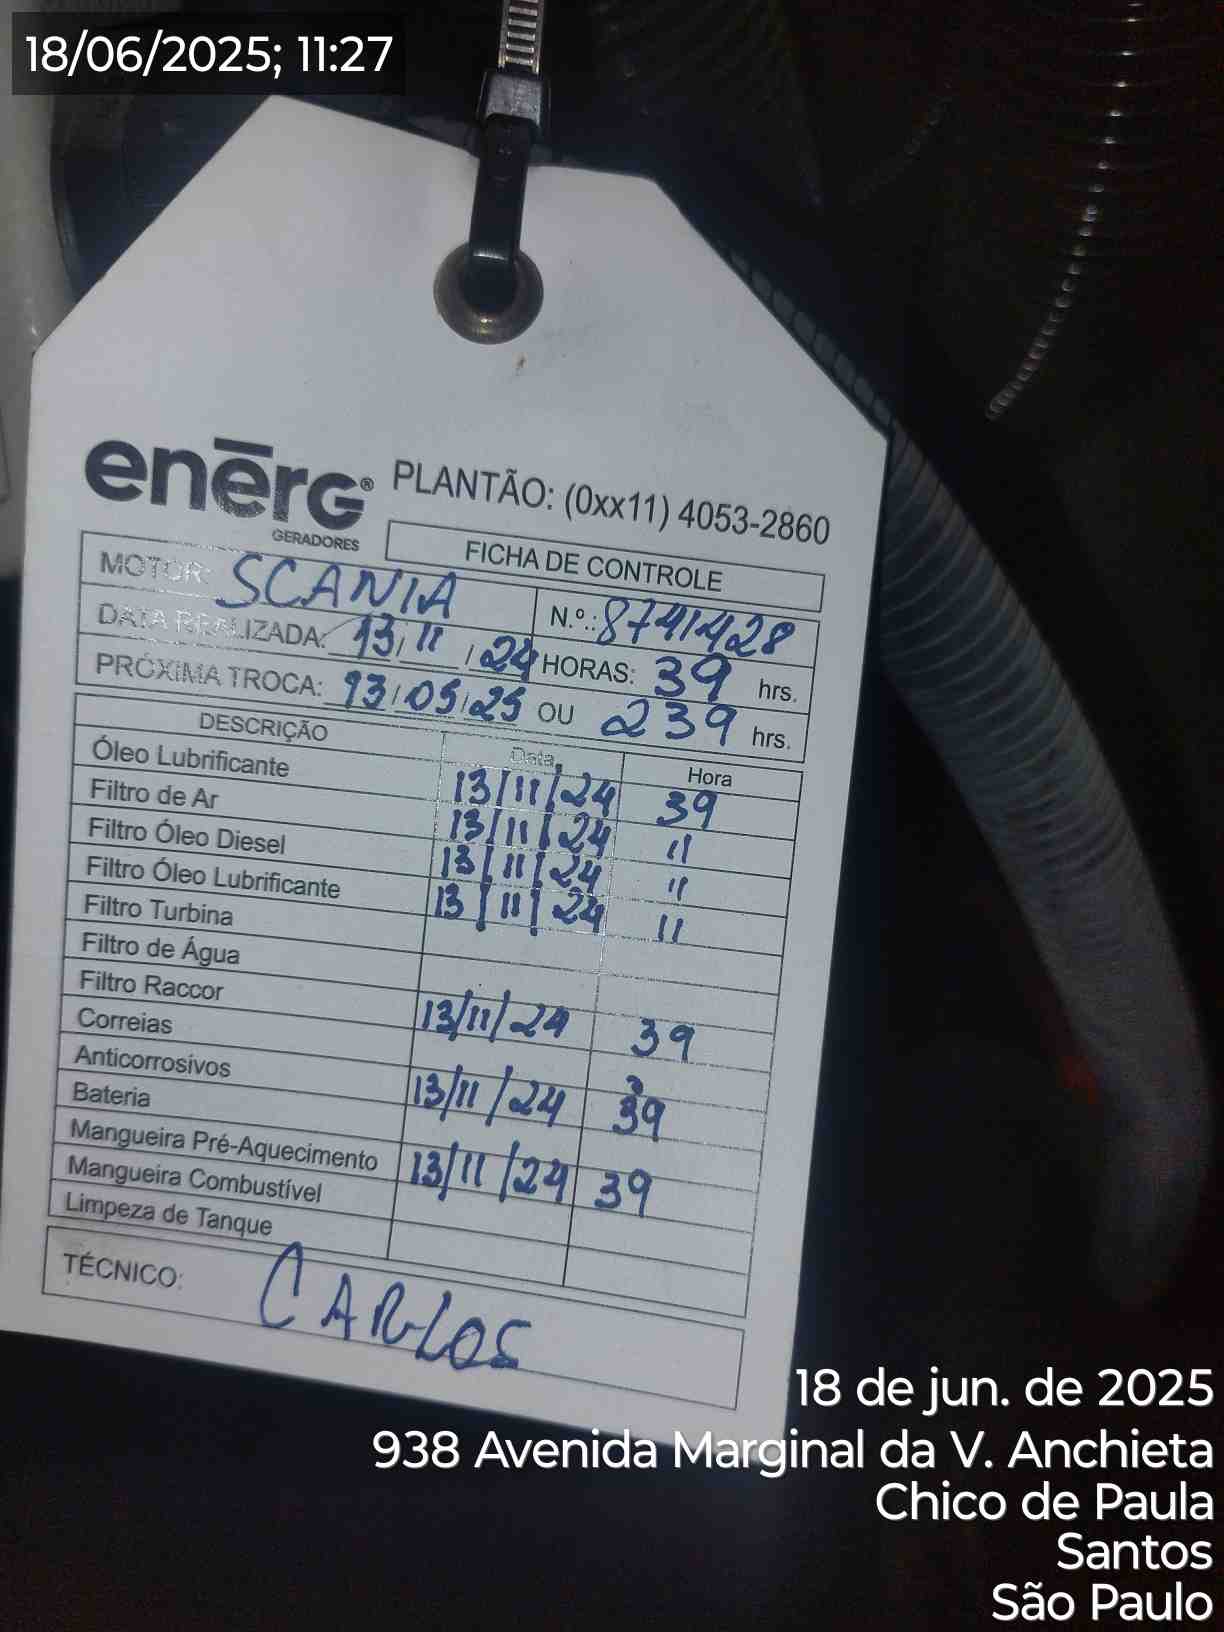 18/06/2025; 11:27
enērG®
GERADORES
PLANTÃO: (0xx11) 4053-2860
FICHA DE CONTROLE
MOTOR: SCANIA N.º.: 8741428
DATA REALIZADA: 13/11/24 HORAS: 39 hrs.
PRÓXIMA TROCA: 13/05/25 OU 239 hrs.
DESCRIÇÃO Data Hora
Óleo Lubrificante 13/11/24 39
Filtro de Ar 13/11/24 "
Filtro Óleo Diesel 13/11/24 "
Filtro Óleo Lubrificante 13/11/24 "
Filtro Turbina
Filtro de Água
Filtro Raccor 13/11/24 39
Correias
Anticorrosivos 13/11/24 39
Bateria
Mangueira Pré-Aquecimento 13/11/24 39
Mangueira Combustível
Limpeza de Tanque
TÉCNICO: CARLOS
18 de jun. de 2025
938 Avenida Marginal da V. Anchieta
Chico de Paula
Santos
São Paulo